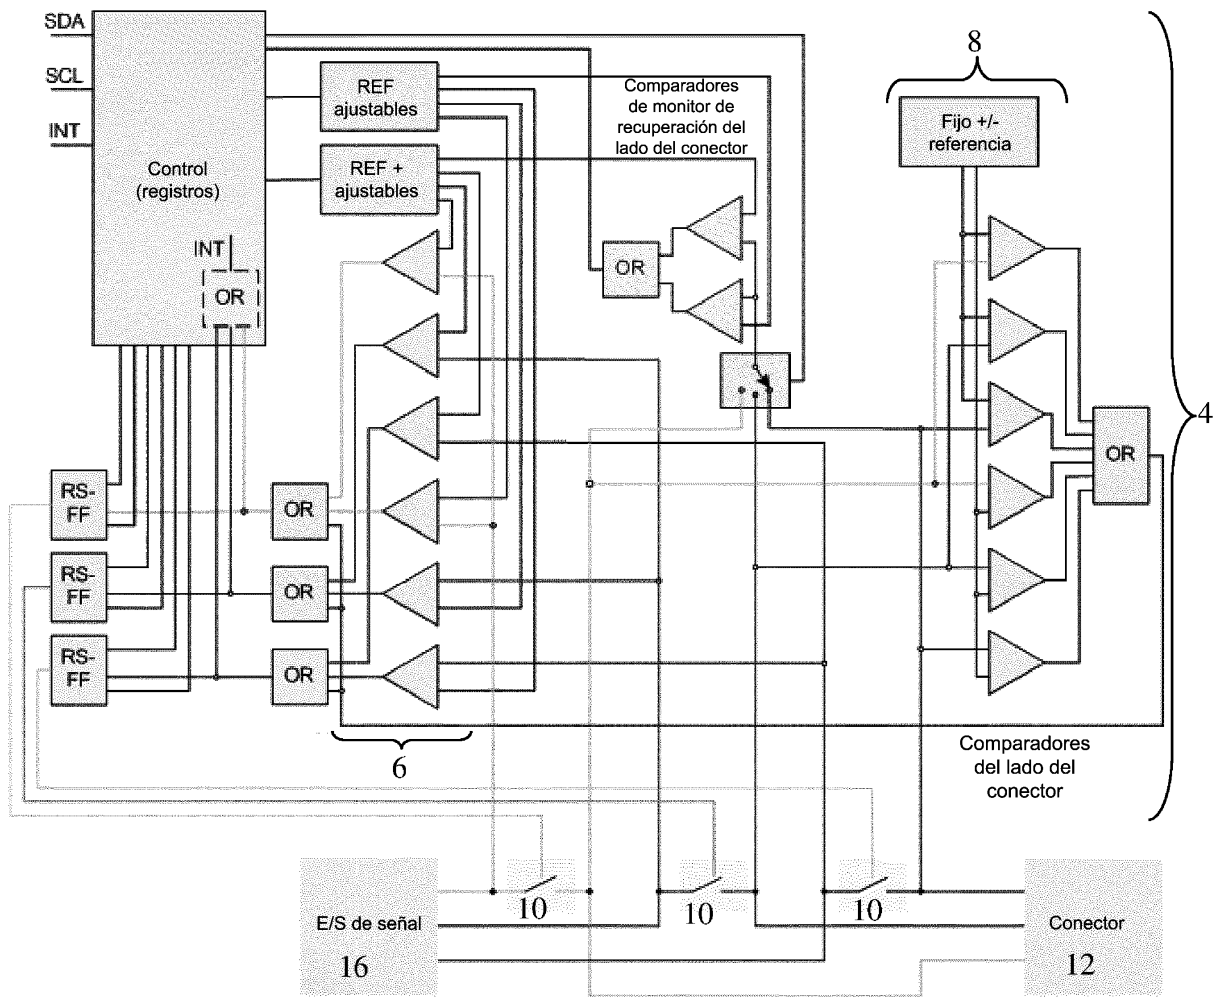 SDA
SCL
INT
Control
(registros)
INT
OR
REF
ajustables
REF +
ajustables
Comparadores
de monitor de
recuperación del
lado del conector
OR
8
Fijo +/-
referencia
4
OR
RS-
FF
OR
RS-
FF
OR
RS-
FF
OR
6
Comparadores
del lado del
conector
E/S de señal
16
10
10
10
Conector
12